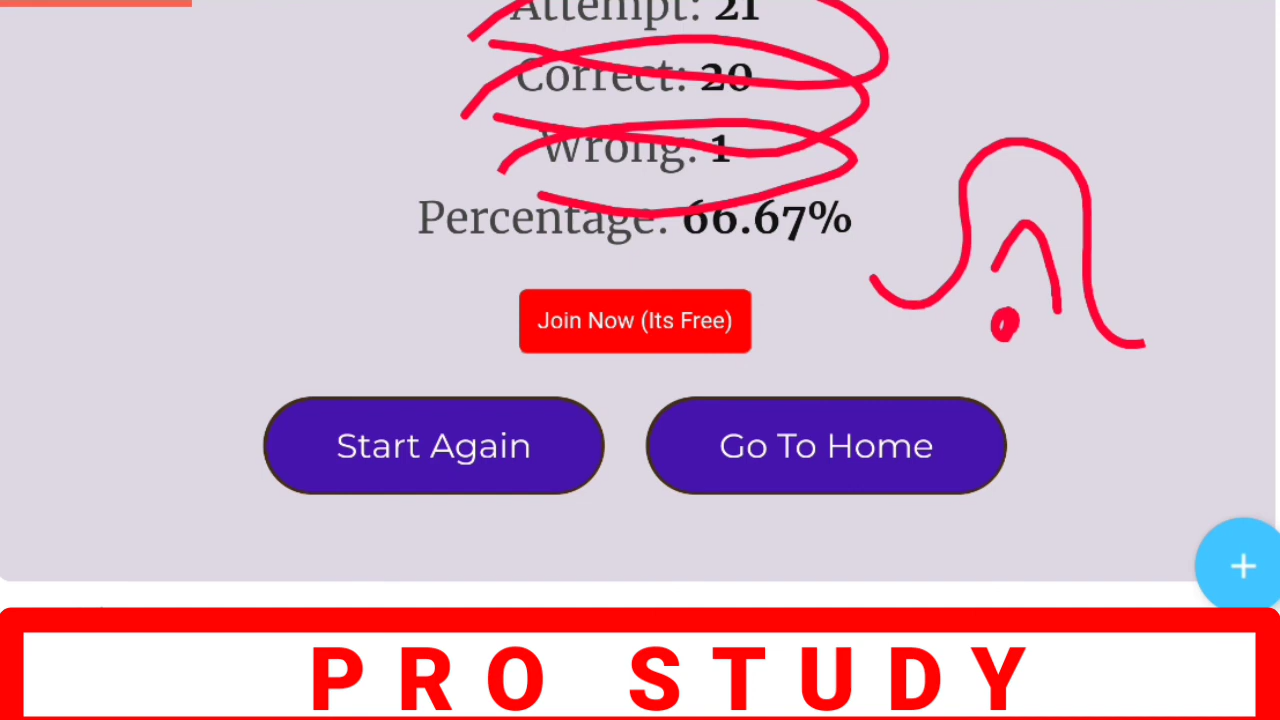 Attempt: 21
Correct: 20
Wrong: 1
Percentage: 66.67%
Join Now (Its Free)
Start Again
Go To Home
+
PRO STUDY